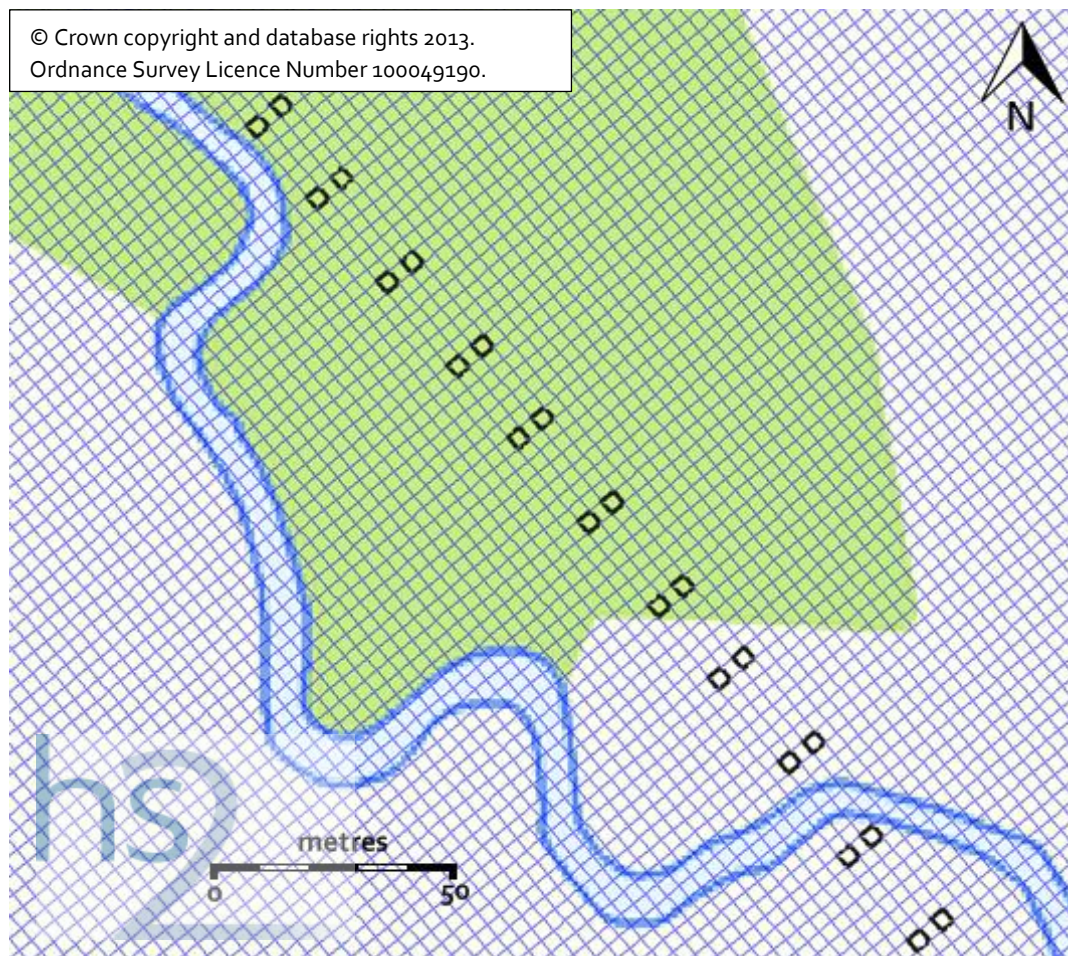 © Crown copyright and database rights 2013.
Ordnance Survey Licence Number 100049190.
N
hs2
metres
0 50